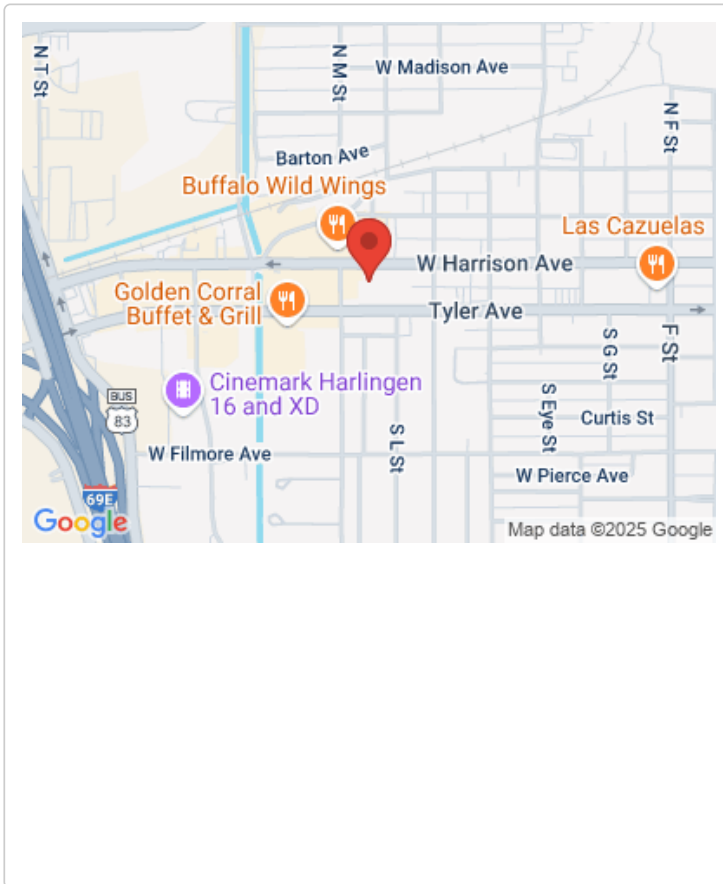 N T St
N M St
W Madison Ave
N F St
Barton Ave
Buffalo Wild Wings
Las Cazuelas
W Harrison Ave
Golden Corral
Buffet & Grill
Tyler Ave
S G St
F St
Cinemark Harlingen
16 and XD
BUS
83
S Eye St
Curtis St
S L St
W Filmore Ave
W Pierce Ave
69E
Google
Map data ©2025 Google